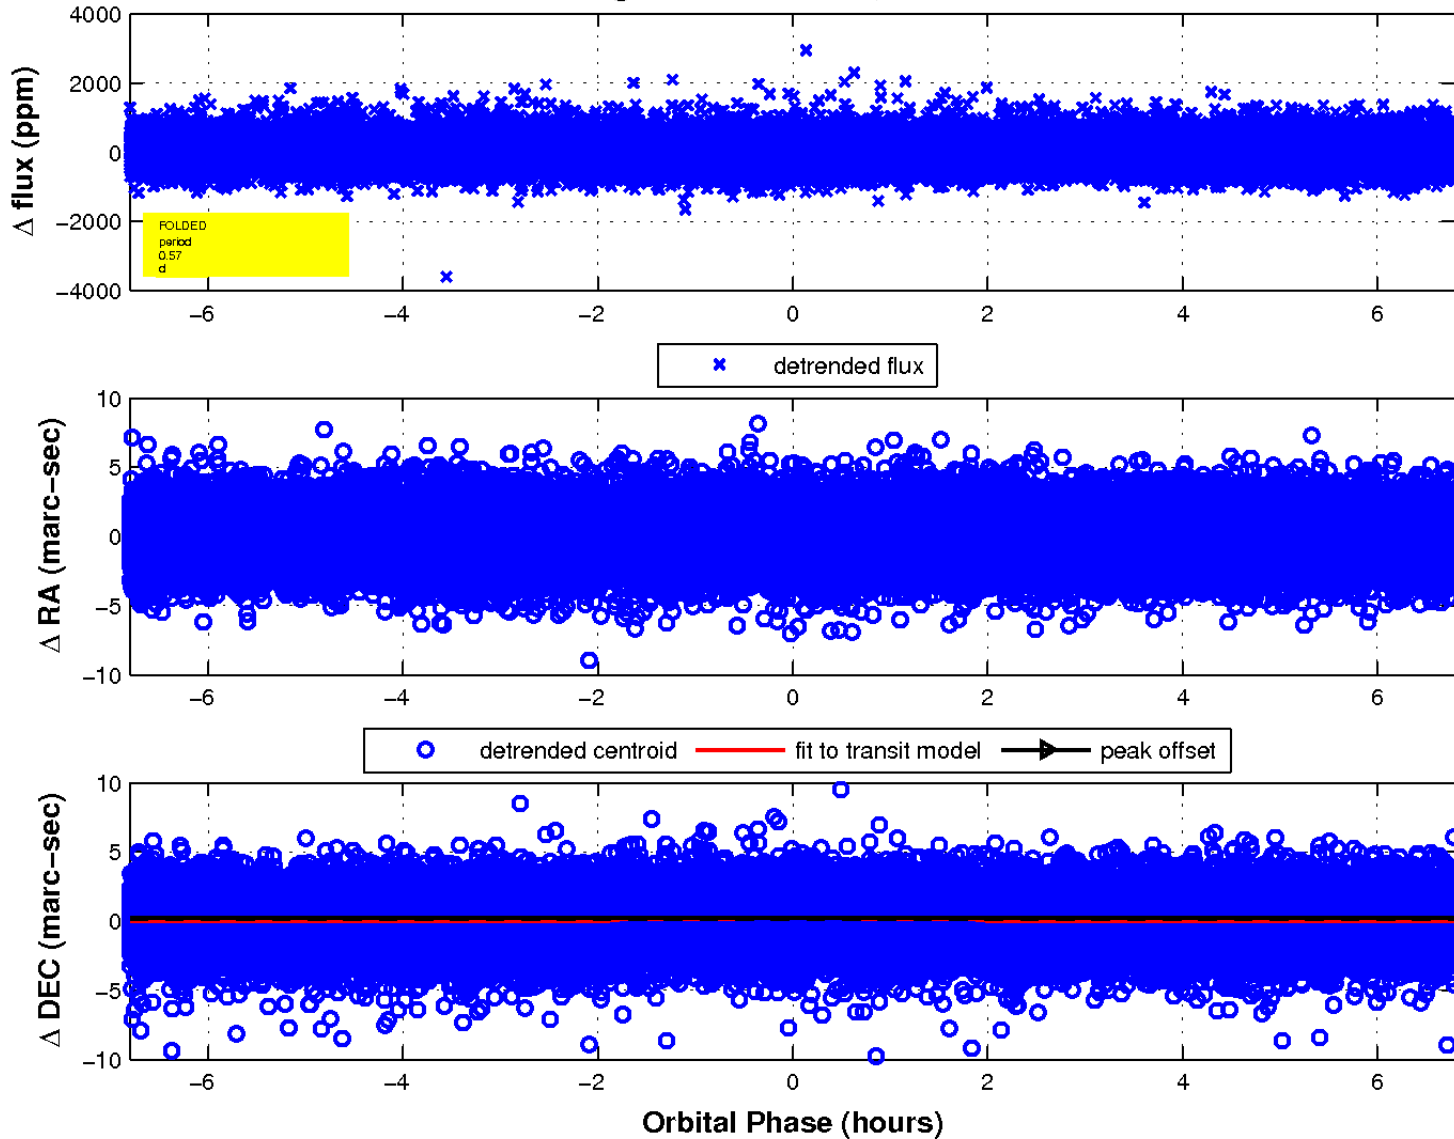 4000
2000
0
−2000
−4000
Δ flux (ppm)
FOLDED
period
0.57
d
−6 −4 −2 0 2 4 6
detrended flux
10
5
0
−5
−10
Δ RA (marc−sec)
−6 −4 −2 0 2 4 6
detrended centroid fit to transit model peak offset
10
5
0
−5
−10
Δ DEC (marc−sec)
−6 −4 −2 0 2 4 6
Orbital Phase (hours)